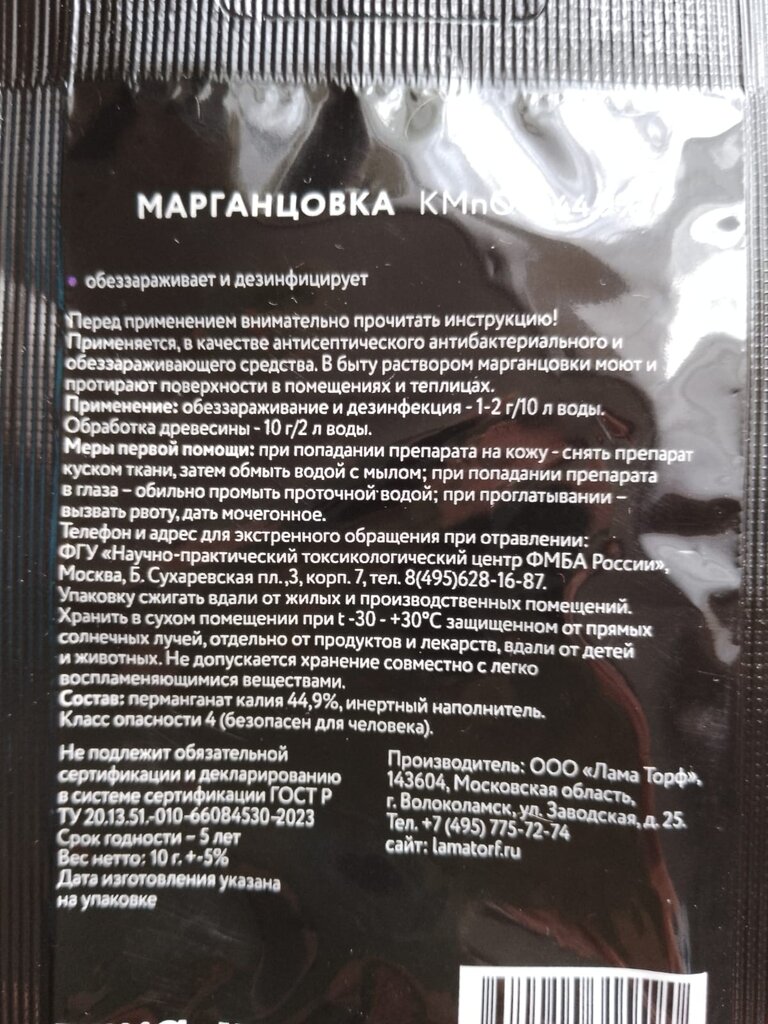 МАРГАНЦОВКА KMnO 44
• обеззараживает и дезинфицирует
Перед применением внимательно прочитать инструкцию!
Применяется, в качестве антисептического антибактериального и
обеззараживающего средства. В быту раствором марганцовки моют и
протирают поверхности в помещениях и теплицах.
Применение: обеззараживание и дезинфекция - 1-2 г/10 л воды.
Обработка древесины - 10 г/2 л воды.
Меры первой помощи: при попадании препарата на кожу - снять препарат
куском ткани, затем обмыть водой с мылом; при попадании препарата
в глаза – обильно промыть проточной водой; при проглатывании –
вызвать рвоту, дать мочегонное.
Телефон и адрес для экстренного обращения при отравлении:
ФГУ «Научно-практический токсикологический центр ФМБА России»,
Москва, Б. Сухаревская пл.,3, корп. 7, тел. 8(495)628-16-87.
Упаковку сжигать вдали от жилых и производственных помещений.
Хранить в сухом помещении при t -30 - +30°С защищенном от прямых
солнечных лучей, отдельно от продуктов и лекарств, вдали от детей
и животных. Не допускается хранение совместно с легко
воспламеняющимися веществами.
Состав: перманганат калия 44,9%, инертный наполнитель.
Класс опасности 4 (безопасен для человека).
Не подлежит обязательной
сертификации и декларированию
в системе сертификации ГОСТ Р
ТУ 20.13.51.-010-66084530-2023
Срок годности – 5 лет
Вес нетто: 10 г. +-5%
Дата изготовления указана
на упаковке
Производитель: ООО «Лама Торф»,
143604, Московская область,
г. Волоколамск, ул. Заводская, д. 25.
Тел. +7 (495) 775-72-74
сайт: lamatorf.ru